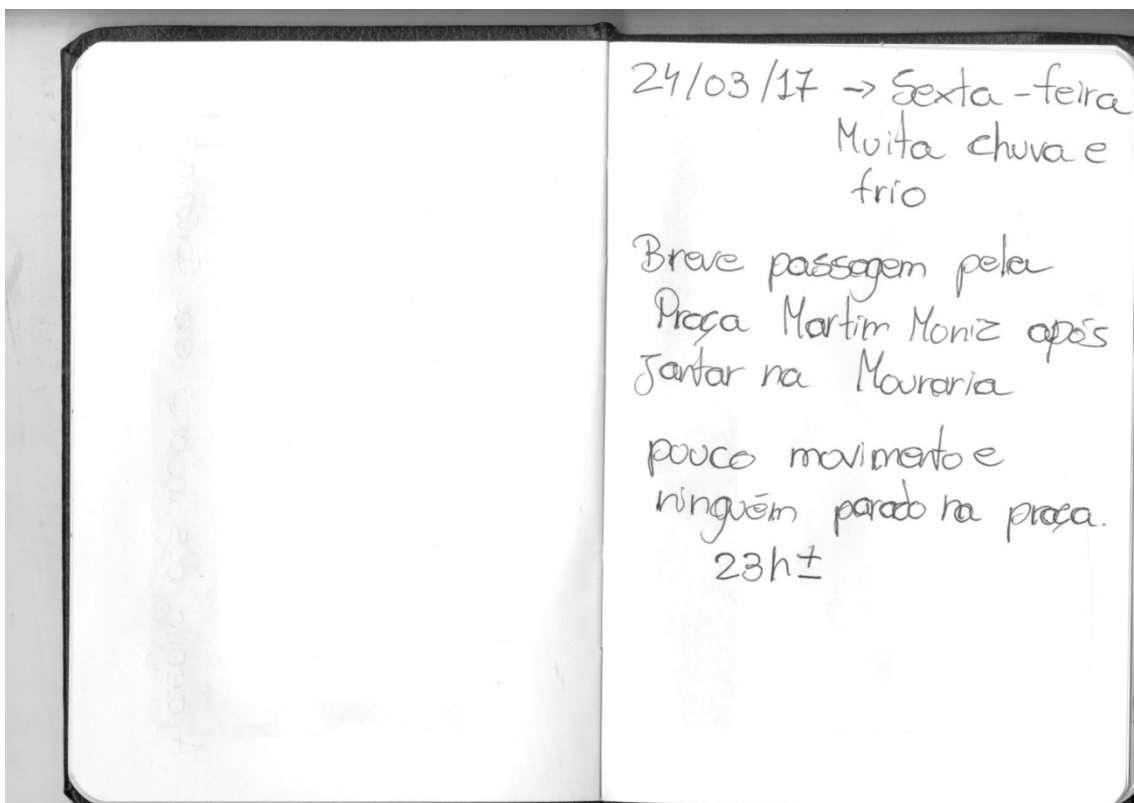 24/03/17 → Sexta-feira
Muita chuva e
frio
Breve passagem pela
Praça Martim Moniz após
Jantar na Mouraria
pouco movimento e
ninguém parado na praça.
23h±